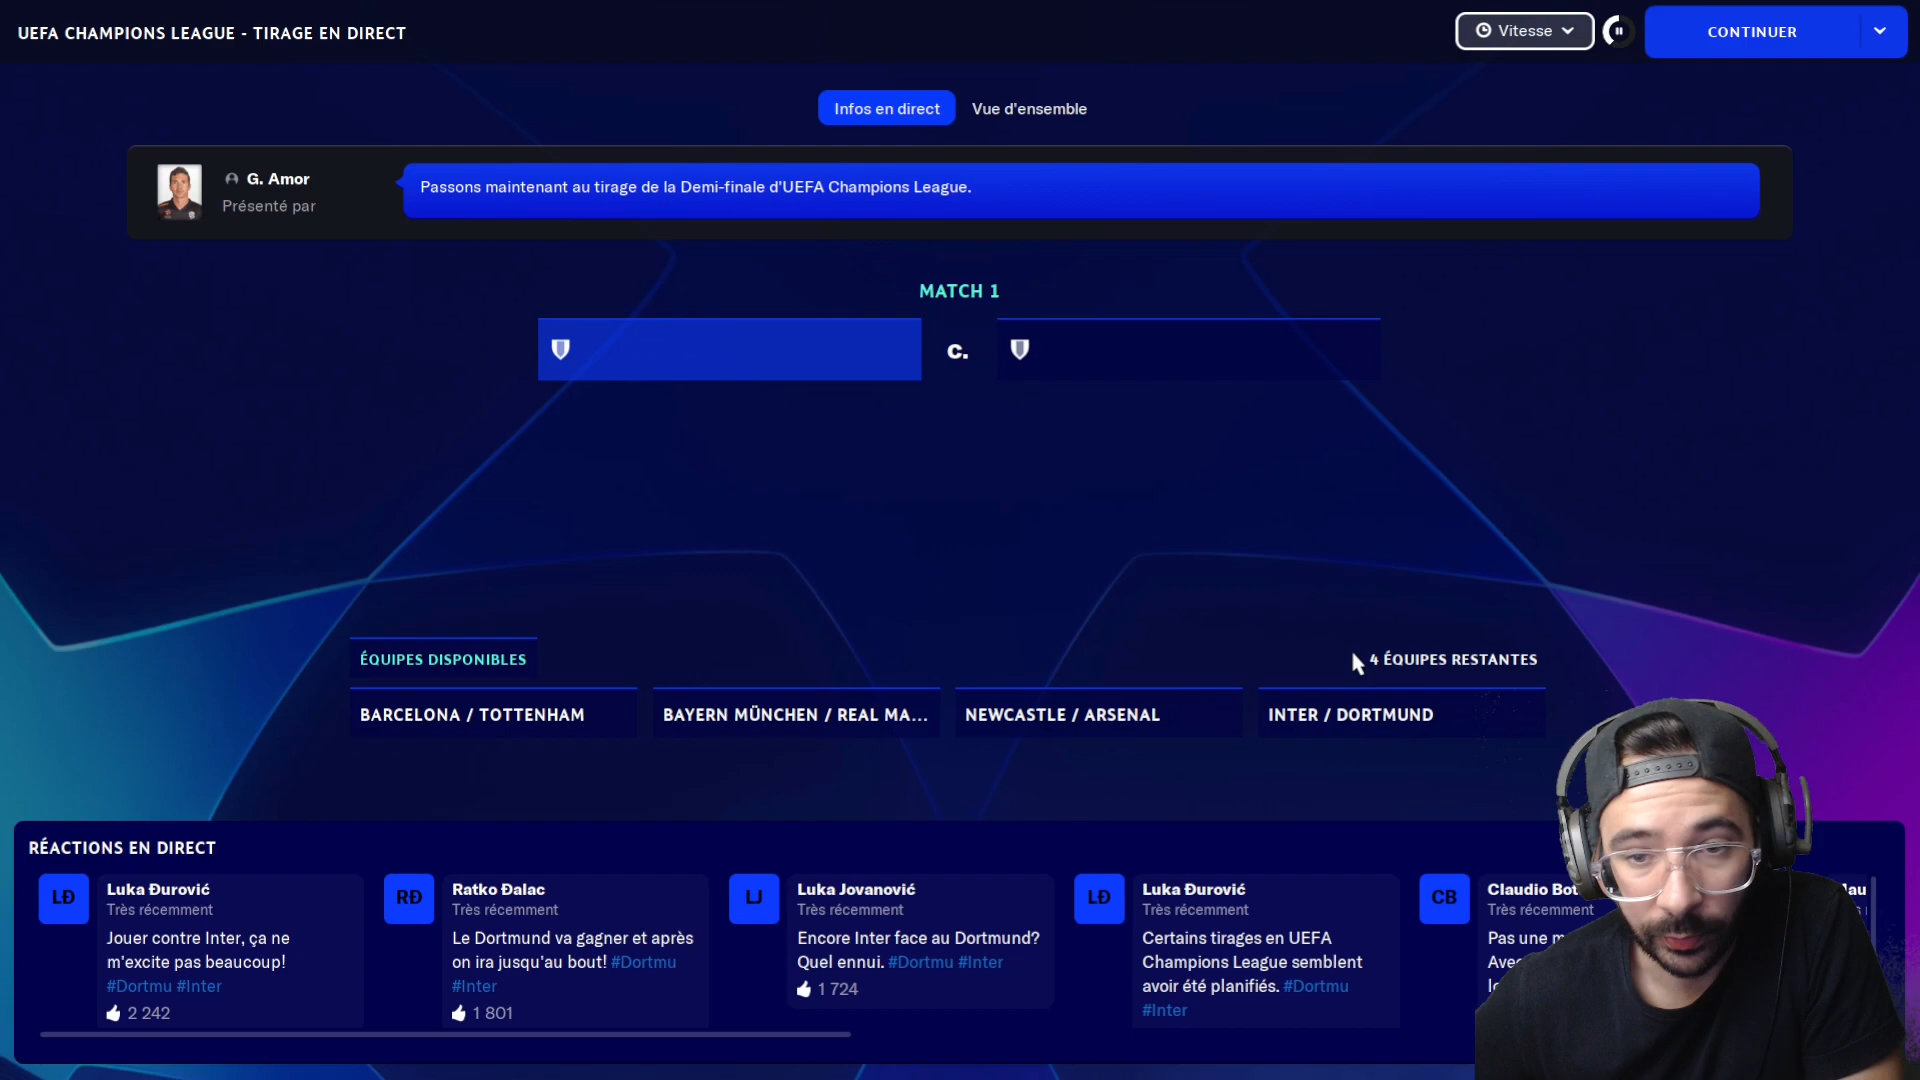 UEFA CHAMPIONS LEAGUE - TIRAGE EN DIRECT
Vitesse
CONTINUER
Infos en direct
Vue d'ensemble
G. Amor
Présenté par
Passons maintenant au tirage de la Demi-finale d'UEFA Champions League.
MATCH 1
c.
ÉQUIPES DISPONIBLES
4 ÉQUIPES RESTANTES
BARCELONA / TOTTENHAM
BAYERN MÜNCHEN / REAL MA...
NEWCASTLE / ARSENAL
INTER / DORTMUND
RÉACTIONS EN DIRECT
LĐ
Luka Đurović
Très récemment
Jouer contre Inter, ça ne
m'excite pas beaucoup!
#Dortmu #Inter
2 242
RĐ
Ratko Đalac
Très récemment
Le Dortmund va gagner et après
on ira jusqu'au bout! #Dortmu
#Inter
1 801
LJ
Luka Jovanović
Très récemment
Encore Inter face au Dortmund?
Quel ennui. #Dortmu #Inter
1 724
LĐ
Luka Đurović
Très récemment
Certains tirages en UEFA
Champions League semblent
avoir été planifiés. #Dortmu
#Inter
CB
Claudio
Très récemment
Pas une